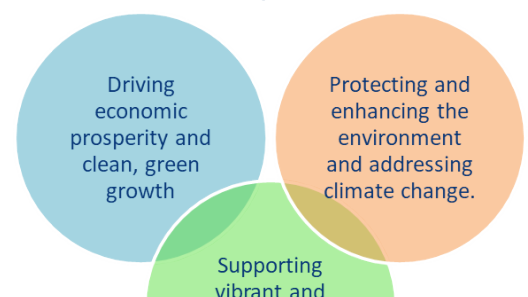 Driving
economic
prosperity and
clean, green
growth
Protecting and
enhancing the
environment
and addressing
climate change.
Supporting
vibrant and